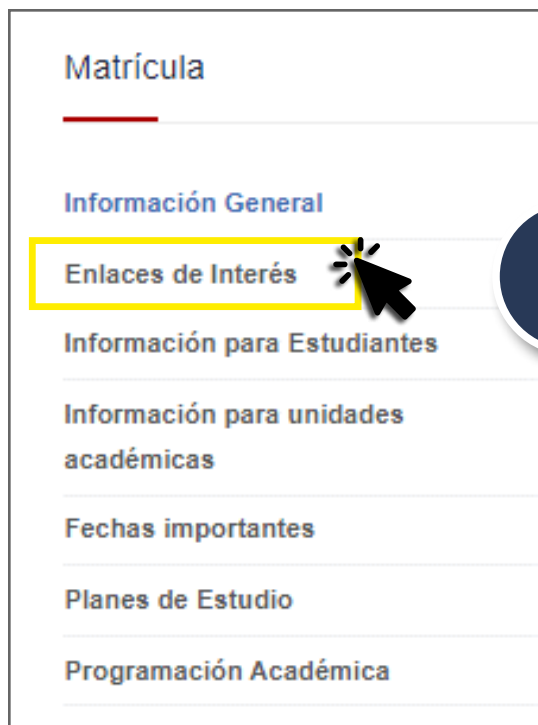 Matrícula
Información General
Enlaces de Interés
Información para Estudiantes
Información para unidades
académicas
Fechas importantes
Planes de Estudio
Programación Académica